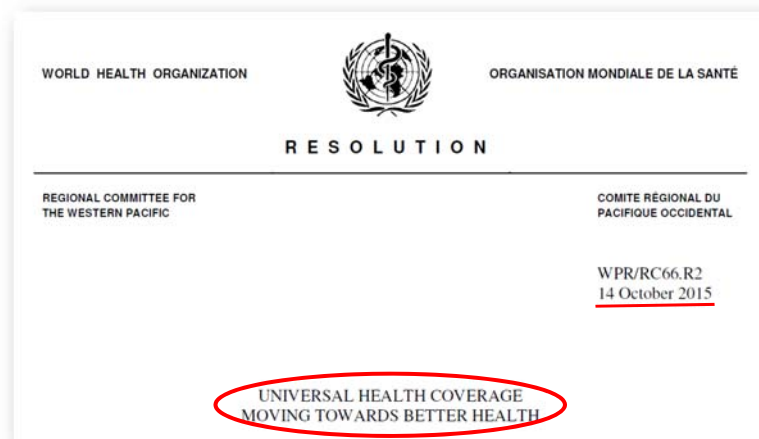 WORLD HEALTH ORGANIZATION
ORGANISATION MONDIALE DE LA SANTÉ
RESOLUTION
REGIONAL COMMITTEE FOR
THE WESTERN PACIFIC
COMITE RÉGIONAL DU
PACIFIQUE OCCIDENTAL
WPR/RC66.R2
14 October 2015
UNIVERSAL HEALTH COVERAGE
MOVING TOWARDS BETTER HEALTH